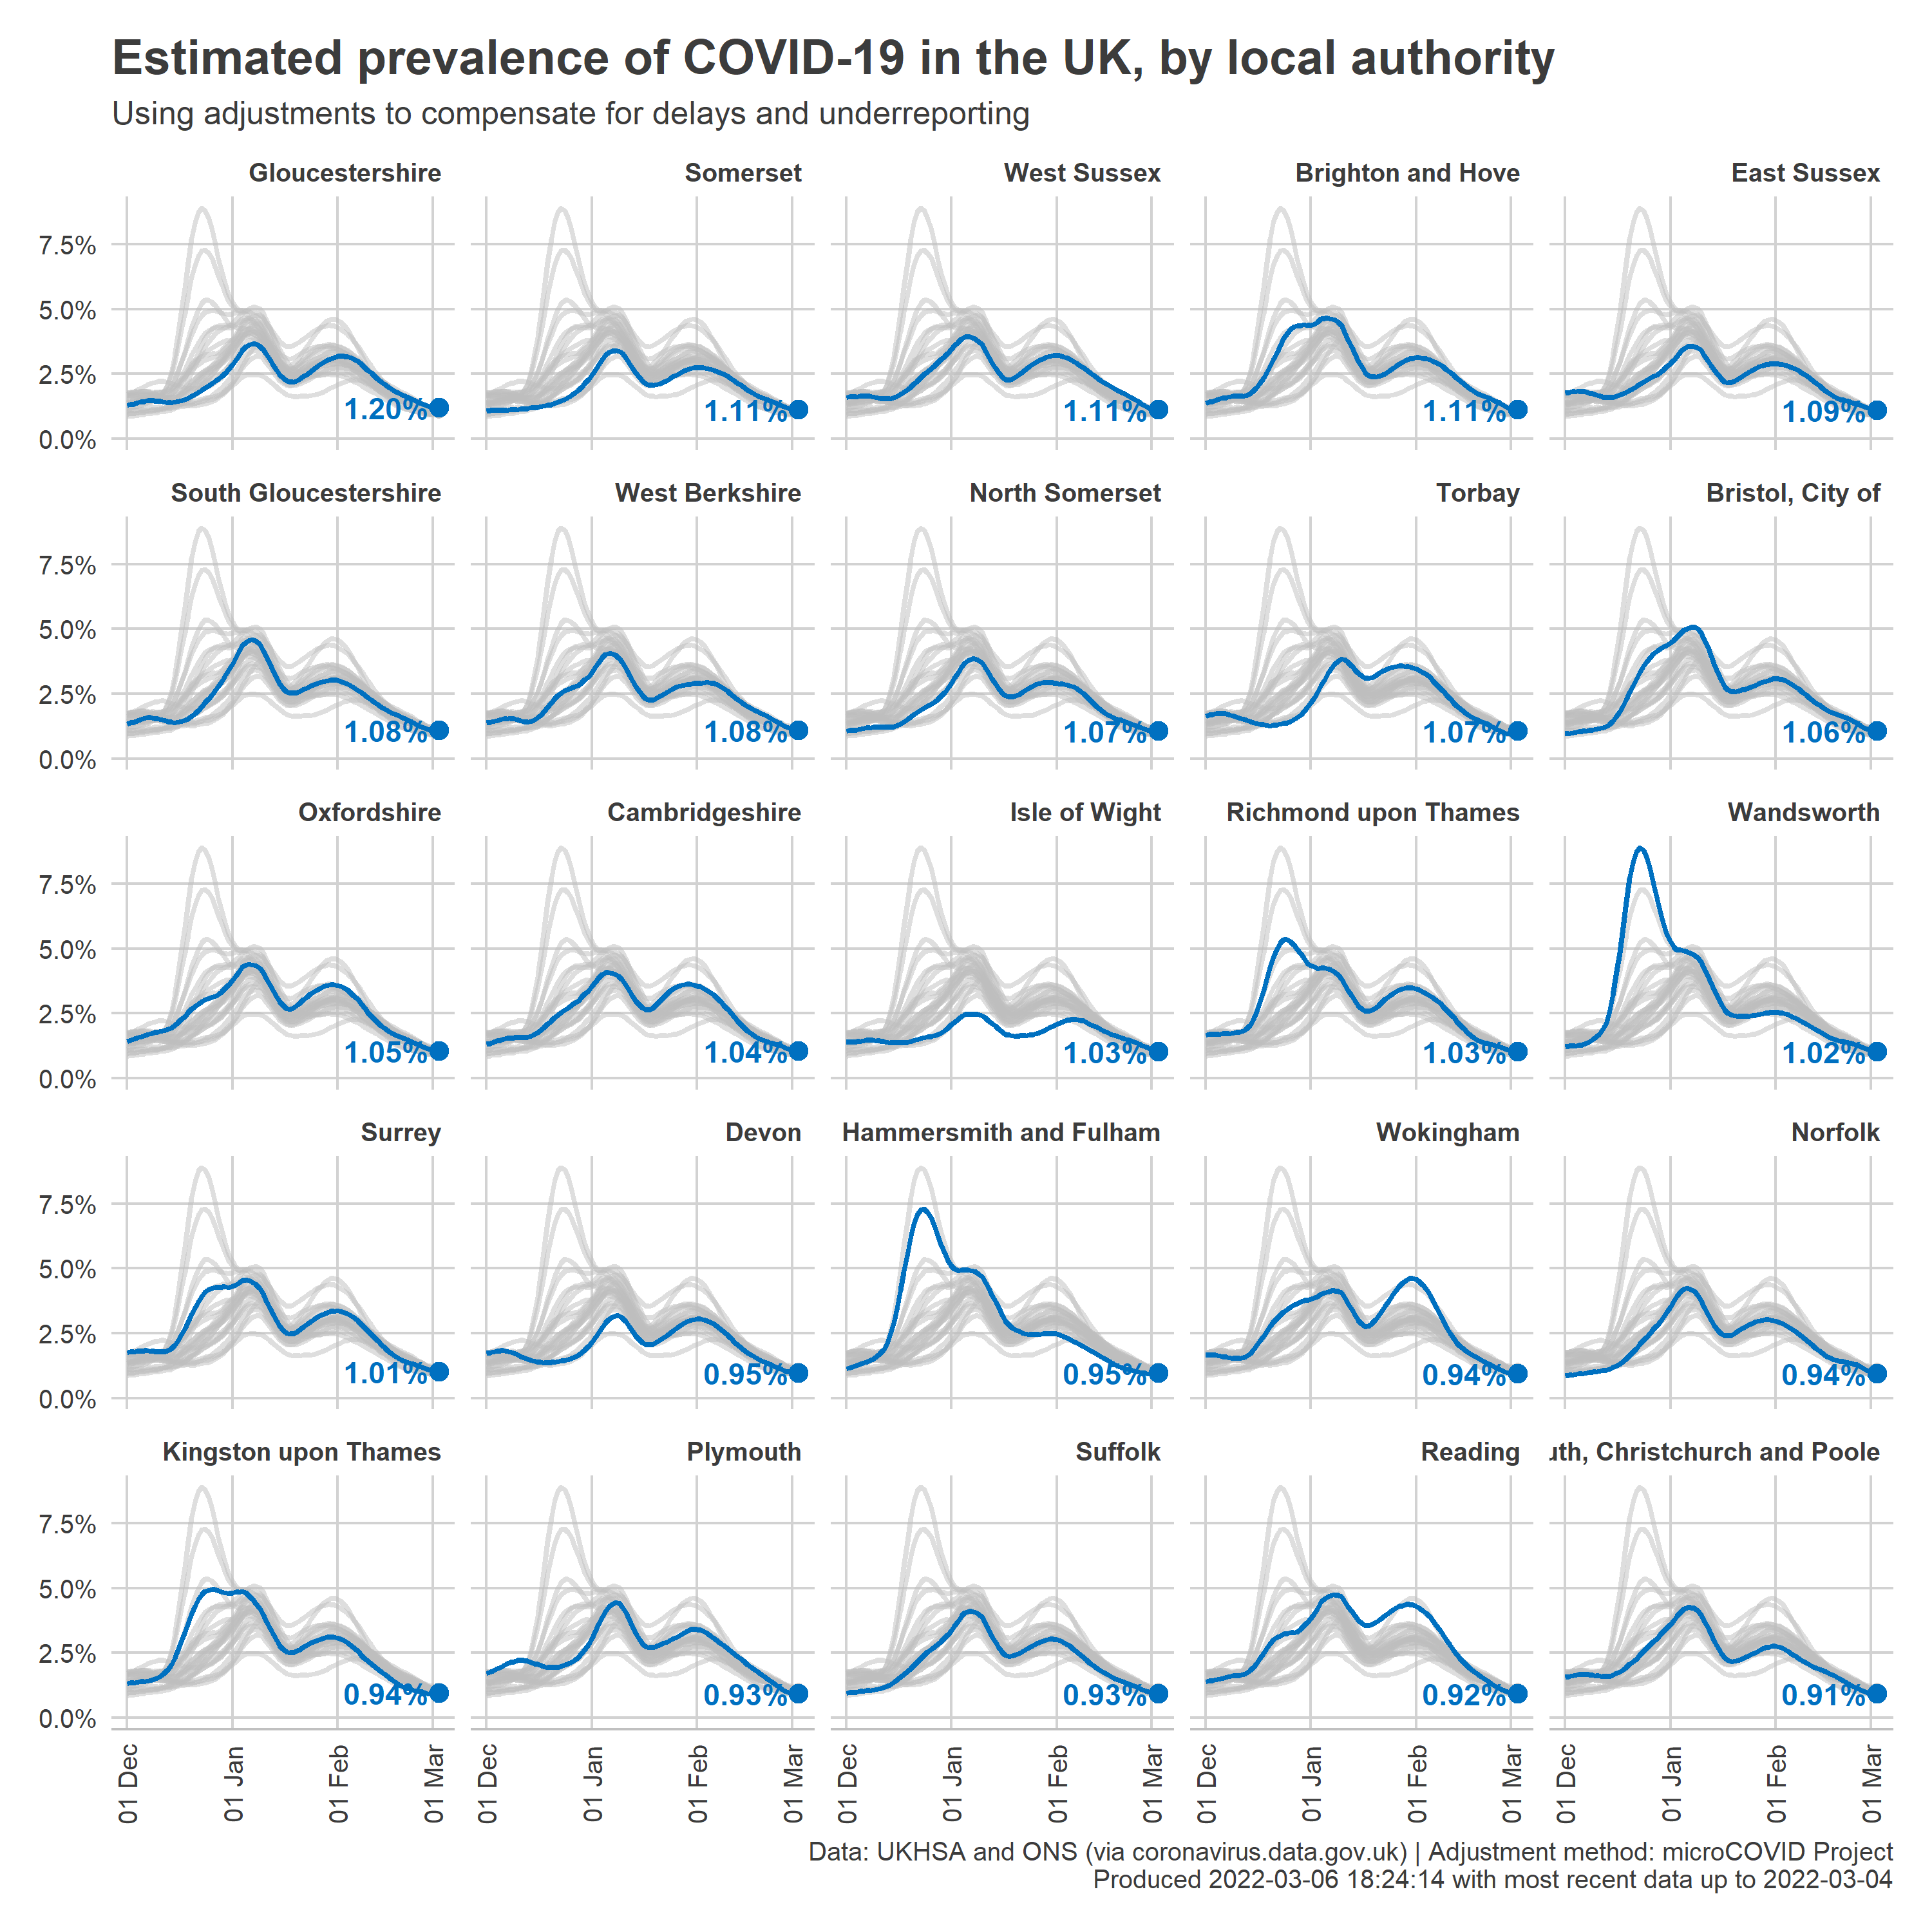 Estimated prevalence of COVID-19 in the UK, by local authority
Using adjustments to compensate for delays and underreporting
Gloucestershire Somerset West Sussex Brighton and Hove East Sussex
7.5%
5.0%
2.5%
0.0%
1.20% 1.11% 1.11% 1.11% 1.09%
South Gloucestershire West Berkshire North Somerset Torbay Bristol, City of
7.5%
5.0%
2.5%
0.0%
1.08% 1.08% 1.07% 1.07% 1.06%
Oxfordshire Cambridgeshire Isle of Wight Richmond upon Thames Wandsworth
7.5%
5.0%
2.5%
0.0%
1.05% 1.04% 1.03% 1.03% 1.02%
Surrey Devon Hammersmith and Fulham Wokingham Norfolk
7.5%
5.0%
2.5%
0.0%
1.01% 0.95% 0.95% 0.94% 0.94%
Kingston upon Thames Plymouth Suffolk Reading uth, Christchurch and Poole
7.5%
5.0%
2.5%
0.0%
0.94% 0.93% 0.93% 0.92% 0.91%
01 Dec 01 Jan 01 Feb 01 Mar 01 Dec 01 Jan 01 Feb 01 Mar 01 Dec 01 Jan 01 Feb 01 Mar 01 Dec 01 Jan 01 Feb 01 Mar 01 Dec 01 Jan 01 Feb 01 Mar
Data: UKHSA and ONS (via coronavirus.data.gov.uk) | Adjustment method: microCOVID Project
Produced 2022-03-06 18:24:14 with most recent data up to 2022-03-04